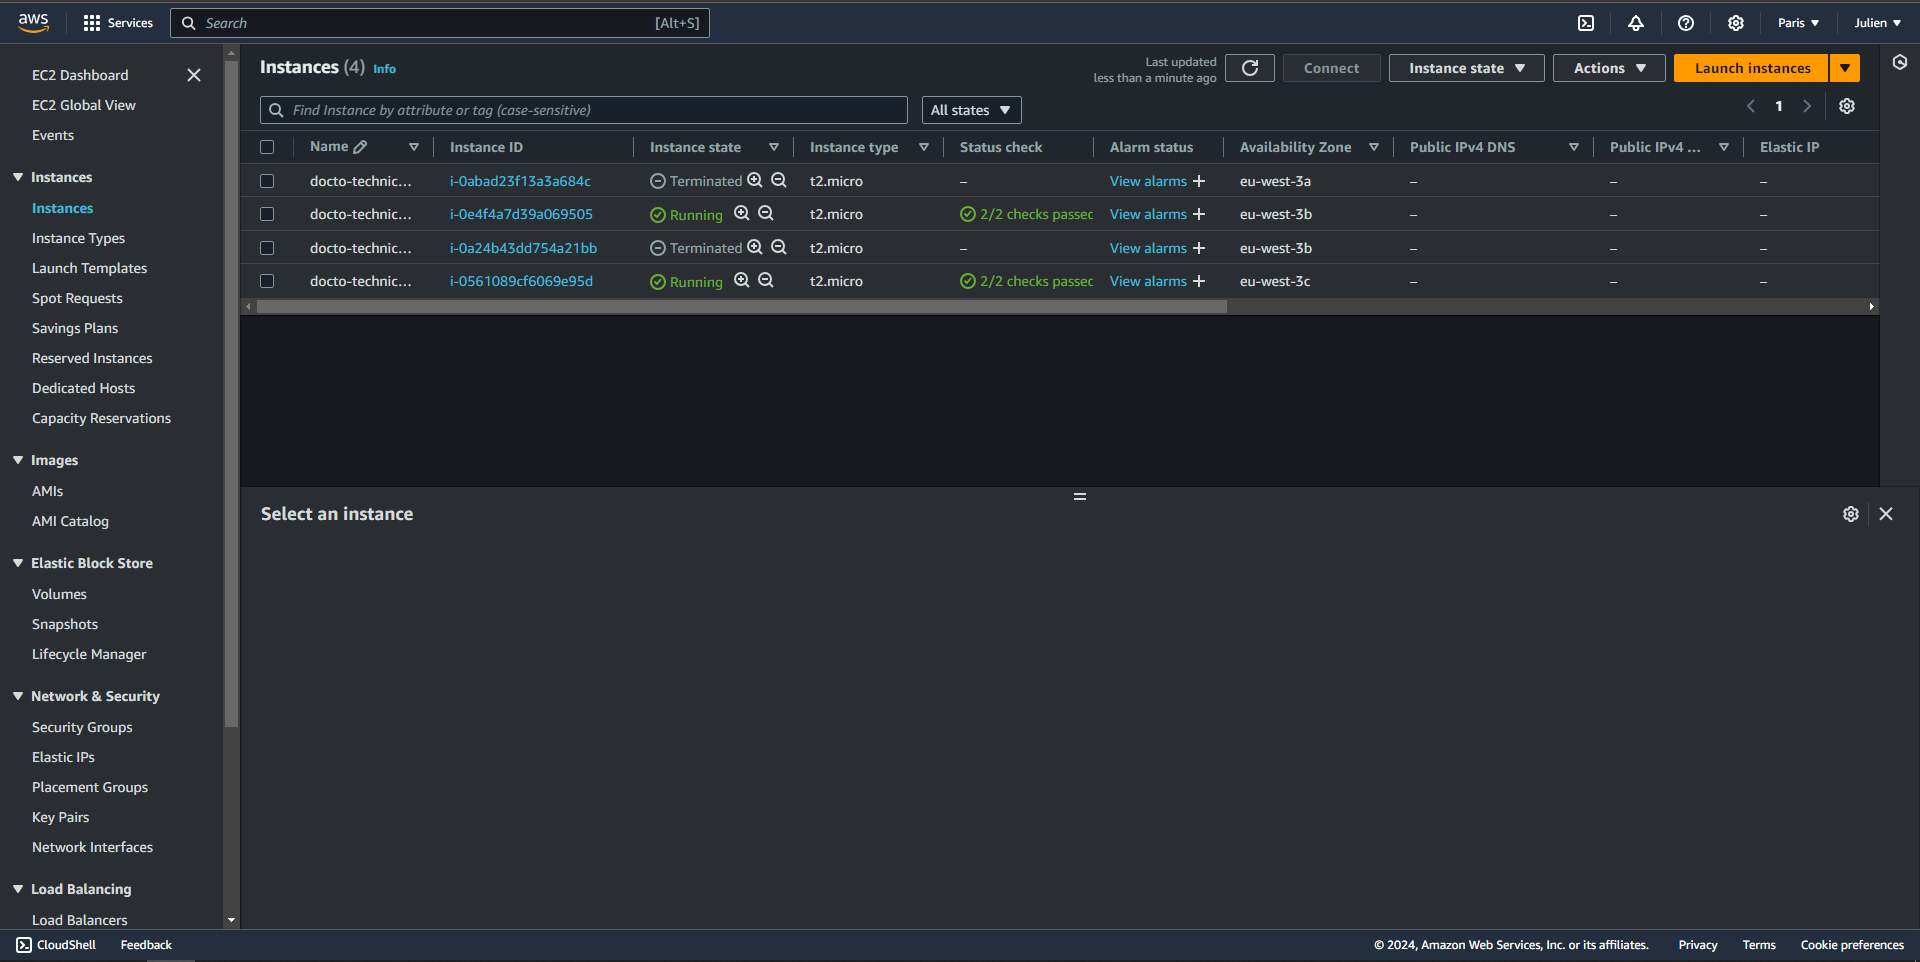 aws Services Search [Alt+S] Paris Julien
EC2 Dashboard
EC2 Global View
Events
Instances
Instances
Instance Types
Launch Templates
Spot Requests
Savings Plans
Reserved Instances
Dedicated Hosts
Capacity Reservations
Images
AMIs
AMI Catalog
Elastic Block Store
Volumes
Snapshots
Lifecycle Manager
Network & Security
Security Groups
Elastic IPs
Placement Groups
Key Pairs
Network Interfaces
Load Balancing
Load Balancers
Instances (4) Info
Last updated
less than a minute ago
Connect Instance state Actions Launch instances
Find Instance by attribute or tag (case-sensitive) All states 1
Name Instance ID Instance state Instance type Status check Alarm status Availability Zone Public IPv4 DNS Public IPv4 ... Elastic IP
docto-technic... i-0abad23f13a3a684c Terminated t2.micro – View alarms + eu-west-3a – – –
docto-technic... i-0e4f4a7d39a069505 Running t2.micro 2/2 checks passec View alarms + eu-west-3b – – –
docto-technic... i-0a24b43dd754a21bb Terminated t2.micro – View alarms + eu-west-3b – – –
docto-technic... i-0561089cf6069e95d Running t2.micro 2/2 checks passec View alarms + eu-west-3c – – –
Select an instance
CloudShell Feedback © 2024, Amazon Web Services, Inc. or its affiliates. Privacy Terms Cookie preferences